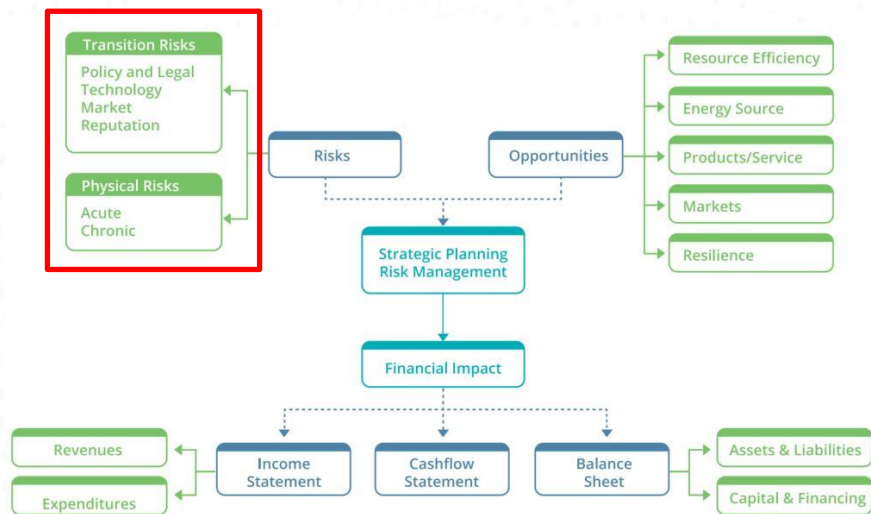 Transition Risks
Policy and Legal
Technology
Market
Reputation
Physical Risks
Acute
Chronic
Risks
Opportunities
Resource Efficiency
Energy Source
Products/Service
Markets
Resilience
Strategic Planning
Risk Management
Financial Impact
Revenues
Expenditures
Income
Statement
Cashflow
Statement
Balance
Sheet
Assets & Liabilities
Capital & Financing